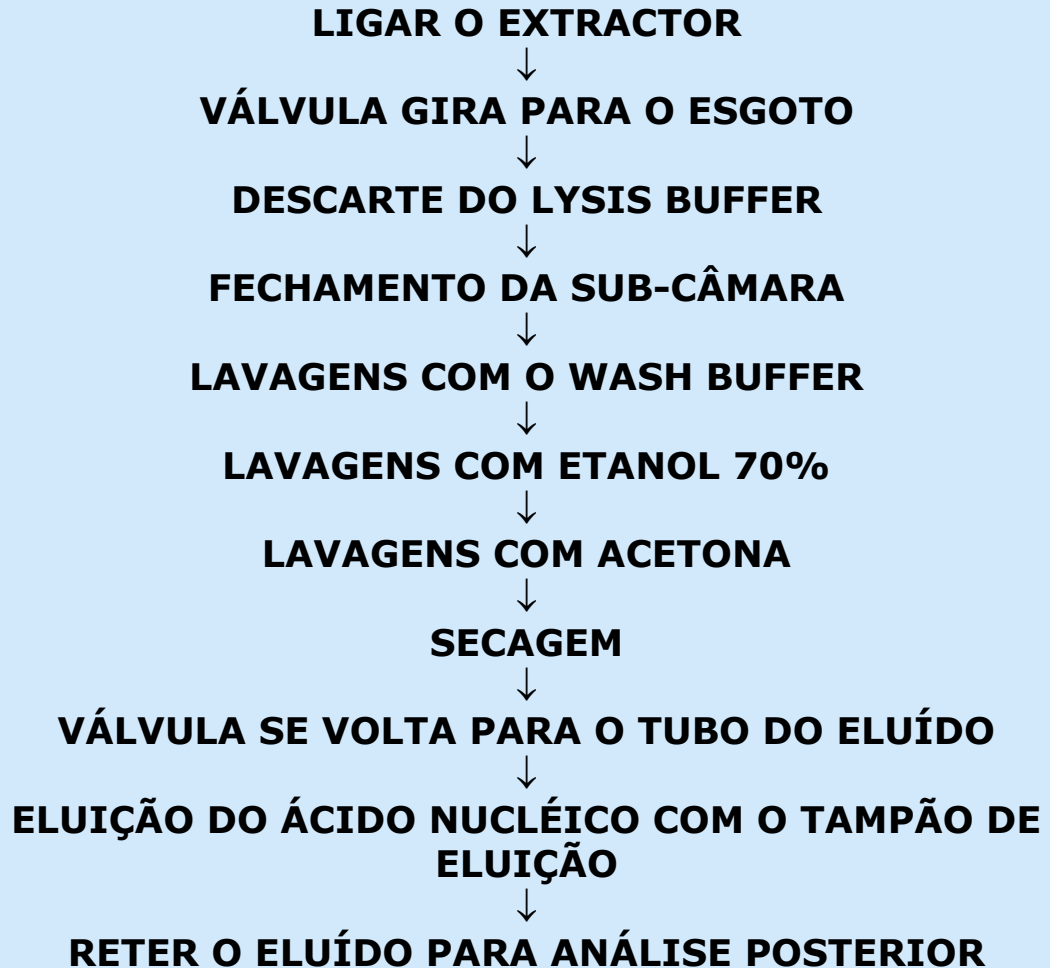 LIGAR O EXTRACTOR
↓
VÁLVULA GIRA PARA O ESGOTO
↓
DESCARTE DO LYSIS BUFFER
↓
FECHAMENTO DA SUB-CÂMARA
↓
LAVAGENS COM O WASH BUFFER
↓
LAVAGENS COM ETANOL 70%
↓
LAVAGENS COM ACETONA
↓
SECAGEM
↓
VÁLVULA SE VOLTA PARA O TUBO DO ELUÍDO
↓
ELUIÇÃO DO ÁCIDO NUCLÉICO COM O TAMPÃO DE
ELUIÇÃO
↓
RETER O ELUÍDO PARA ANÁLISE POSTERIOR